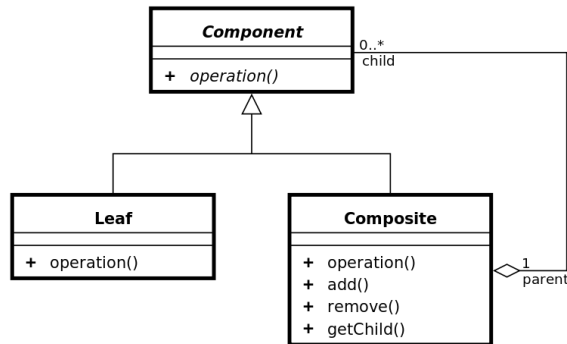 Component
+ operation()
0..*
child
Leaf
+ operation()
Composite
+ operation()
+ add()
+ remove()
+ getChild()
1
parent